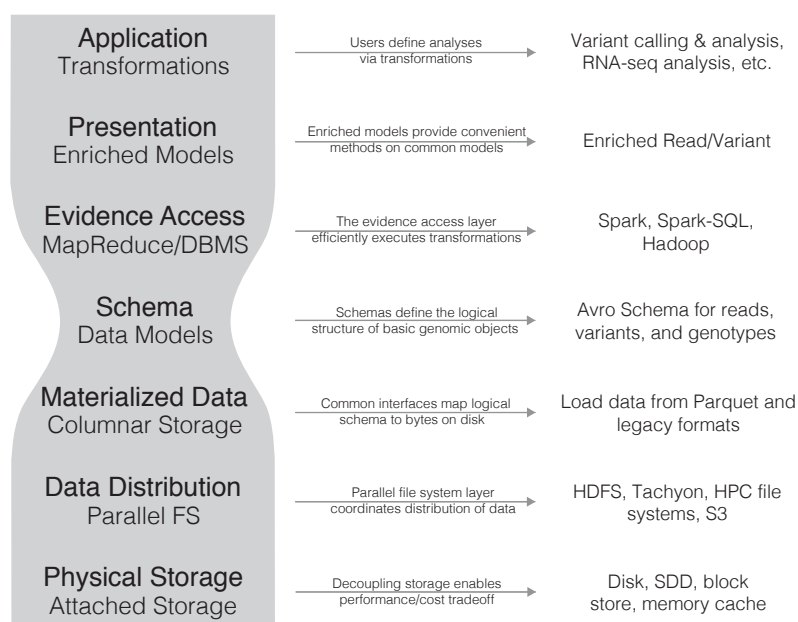 Application
Transformations
Users define analyses
via transformations
Variant calling & analysis,
RNA-seq analysis, etc.
Presentation
Enriched Models
Enriched models provide convenient
methods on common models
Enriched Read/Variant
Evidence Access
MapReduce/DBMS
The evidence access layer
efficiently executes transformations
Spark, Spark-SQL,
Hadoop
Schema
Data Models
Schemas define the logical
structure of basic genomic objects
Avro Schema for reads,
variants, and genotypes
Materialized Data
Columnar Storage
Common interfaces map logical
schema to bytes on disk
Load data from Parquet and
legacy formats
Data Distribution
Parallel FS
Parallel file system layer
coordinates distribution of data
HDFS, Tachyon, HPC file
systems, S3
Physical Storage
Attached Storage
Decoupling storage enables
performance/cost tradeoff
Disk, SDD, block
store, memory cache